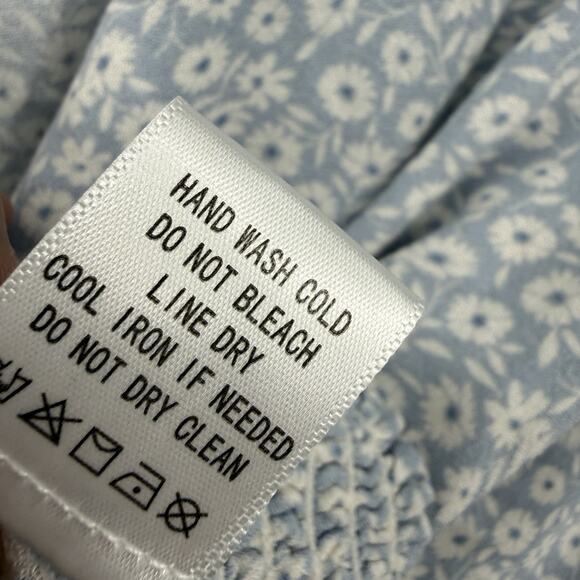 HAND WASH COLD
DO NOT BLEACH
LINE DRY
COOL IRON IF NEEDED
DO NOT DRY CLEAN